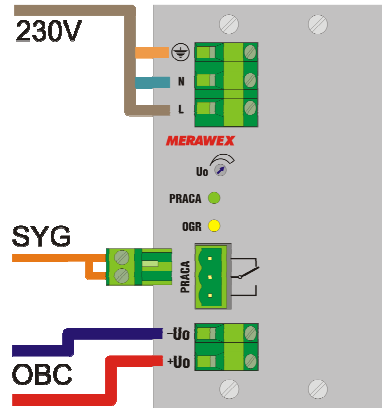 230V
N
L
MERAWEX
Uo
PRACA
OGR
SYG
PRACA
-Uo
+Uo
OBC